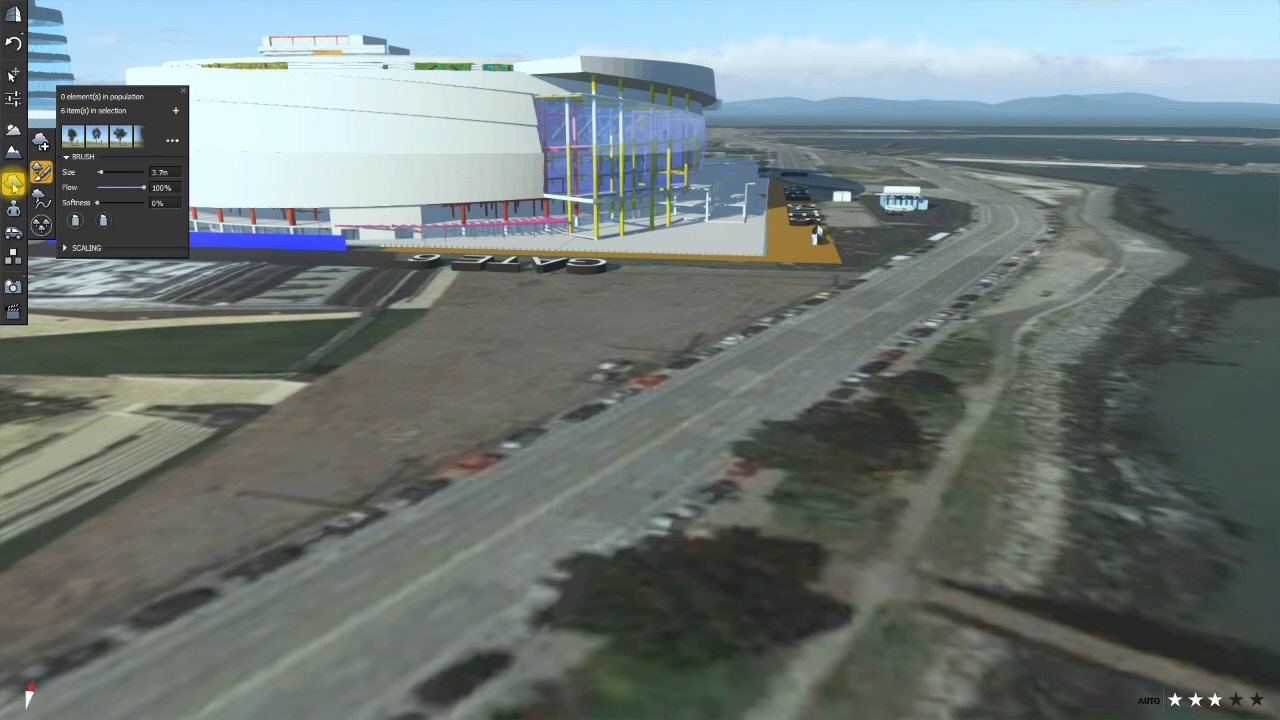 0 element(s) in population
6 item(s) in selection
BRUSH
Size 3.7m
Flow 100%
Softness 0%
SCALING
GATE 6
AUTO